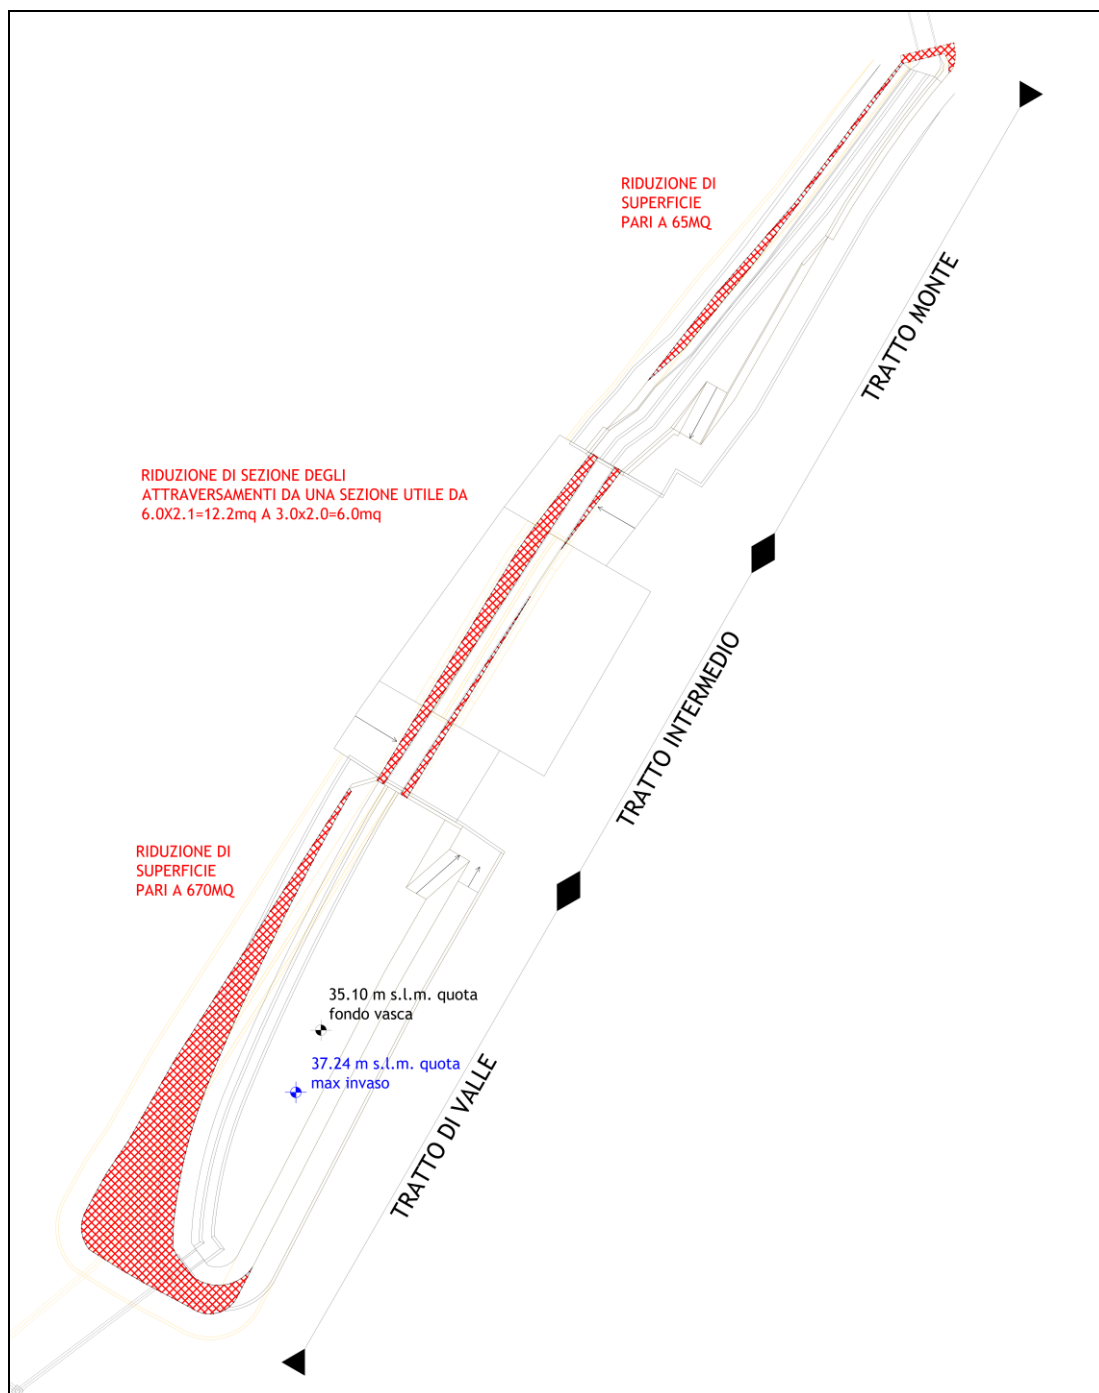 RIDUZIONE DI
SUPERFICIE
PARI A 65MQ
TRATTO MONTE
RIDUZIONE DI SEZIONE DEGLI
ATTRAVERSAMENTI DA UNA SEZIONE UTILE DA
6.0X2.1=12.2mq A 3.0x2.0=6.0mq
TRATTO INTERMEDIO
RIDUZIONE DI
SUPERFICIE
PARI A 670MQ
35.10 m s.l.m. quota
fondo vasca
37.24 m s.l.m. quota
max invaso
TRATTO DI VALLE